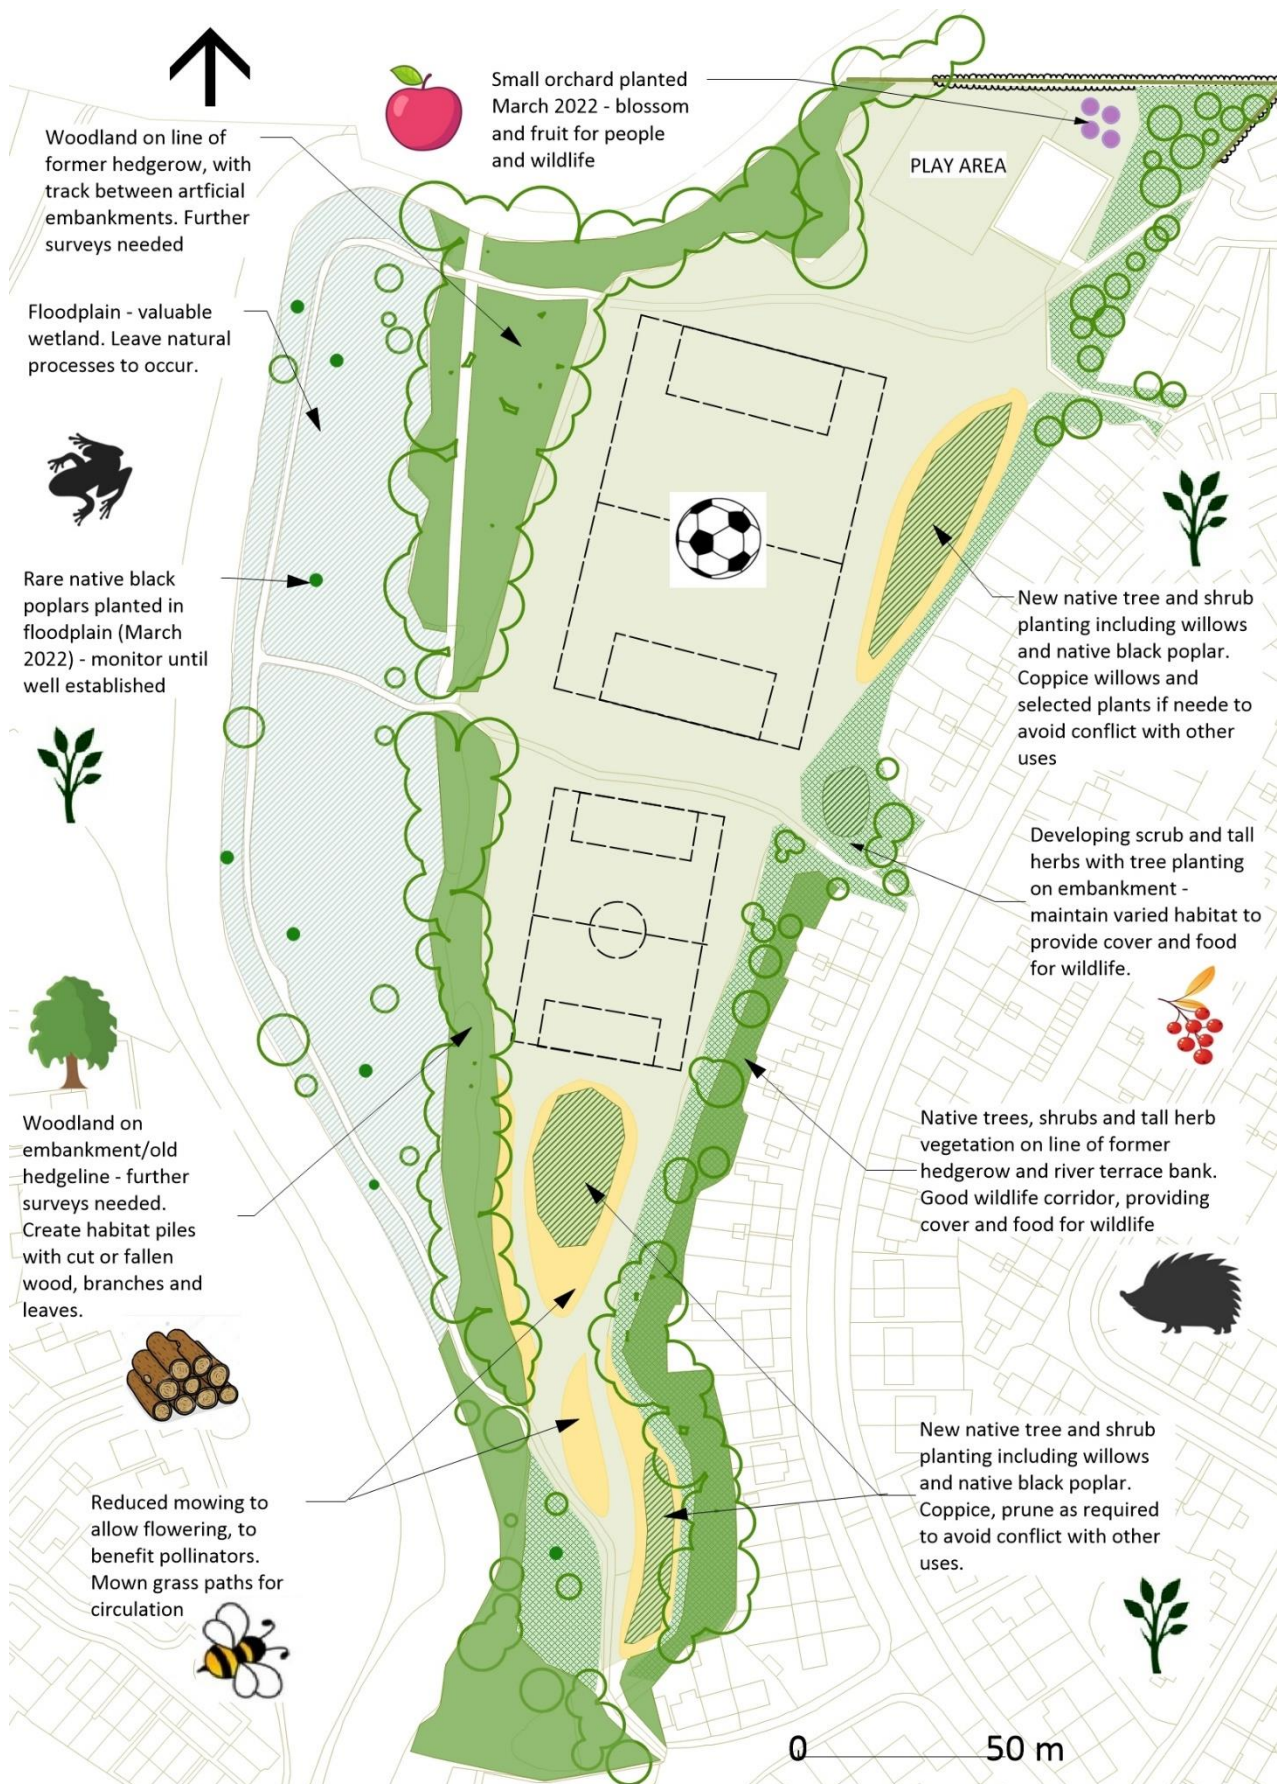 Small orchard planted
March 2022 - blossom
and fruit for people
and wildlife
PLAY AREA
Woodland on line of
former hedgerow, with
track between artficial
embankments. Further
surveys needed
Floodplain - valuable
wetland. Leave natural
processes to occur.
Rare native black
poplars planted in
floodplain (March
2022) - monitor until
well established
New native tree and shrub
planting including willows
and native black poplar.
Coppice willows and
selected plants if neede to
avoid conflict with other
uses
Developing scrub and tall
herbs with tree planting
on embankment -
maintain varied habitat to
provide cover and food
for wildlife.
Woodland on
embankment/old
hedgeline - further
surveys needed.
Create habitat piles
with cut or fallen
wood, branches and
leaves.
Native trees, shrubs and tall herb
vegetation on line of former
hedgerow and river terrace bank.
Good wildlife corridor, providing
cover and food for wildlife
Reduced mowing to
allow flowering, to
benefit pollinators.
Mown grass paths for
circulation
New native tree and shrub
planting including willows
and native black poplar.
Coppice, prune as required
to avoid conflict with other
uses.
0 50 m